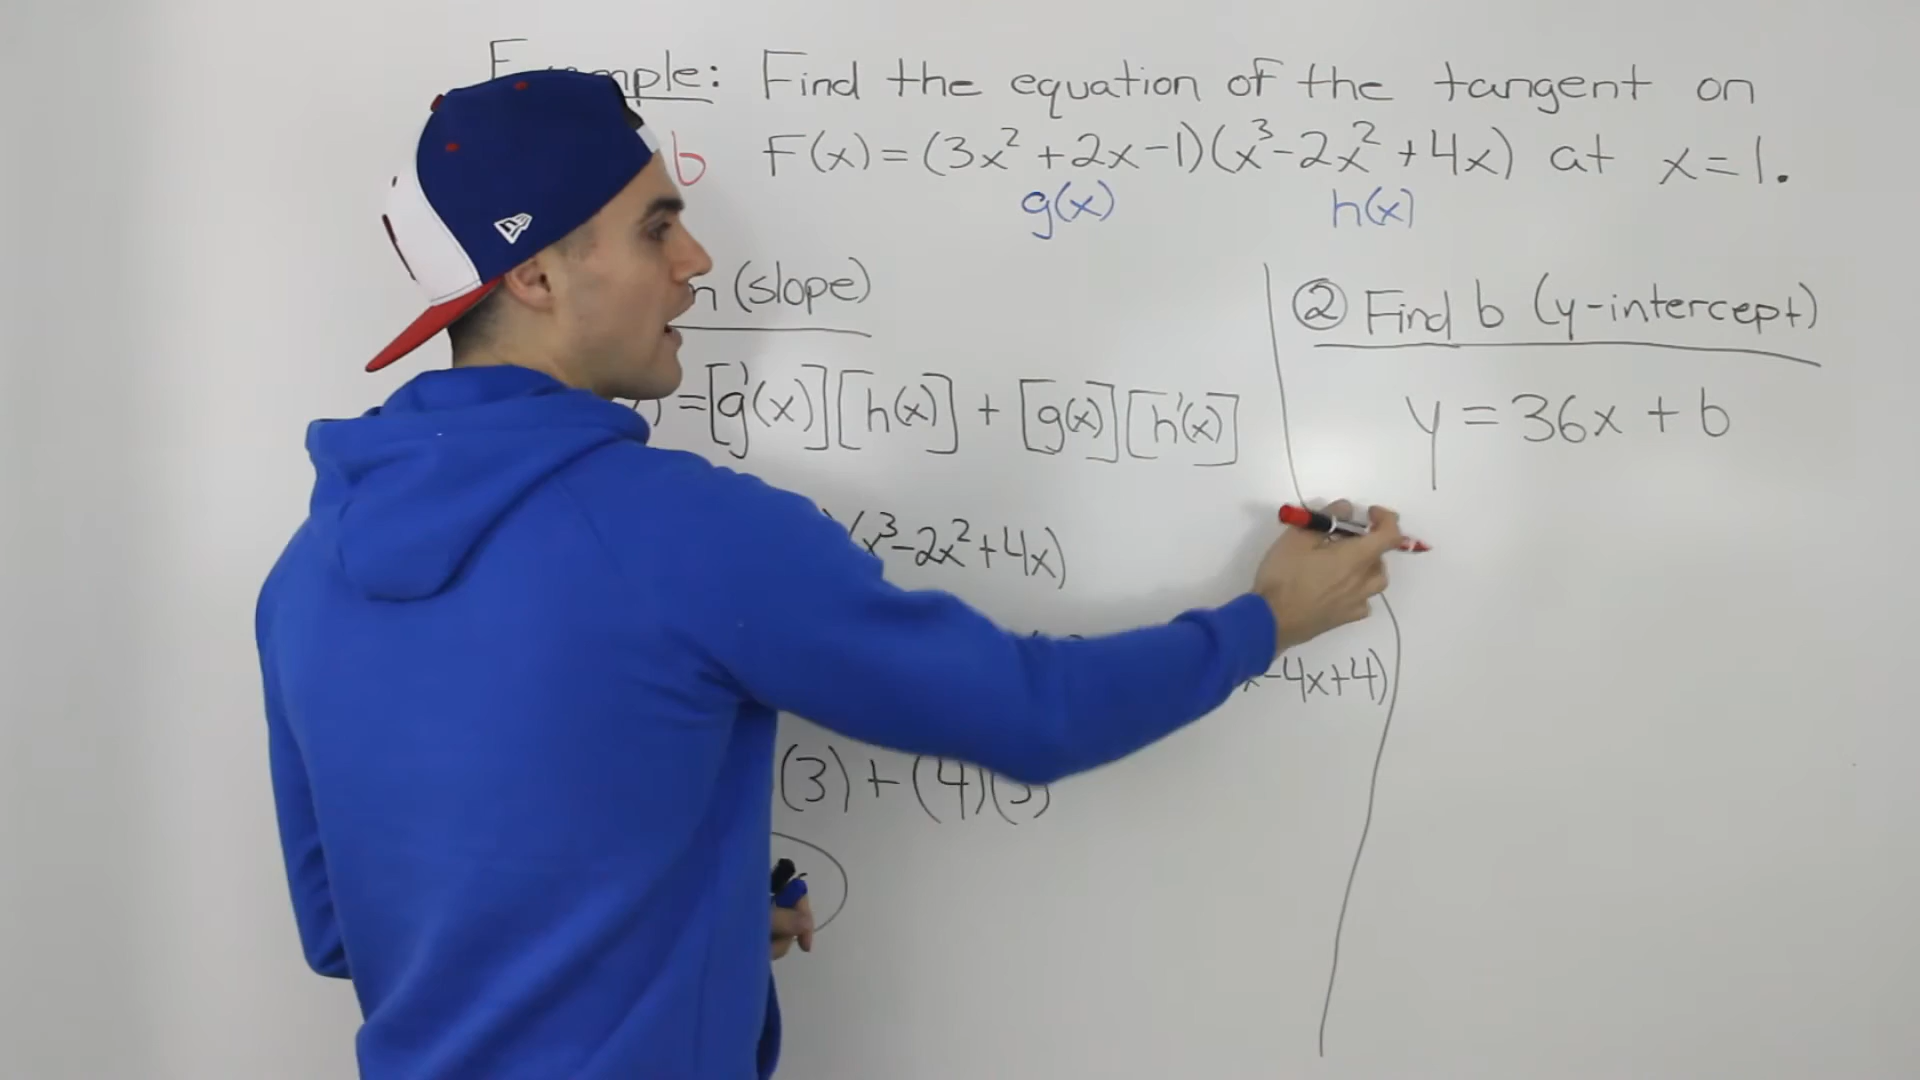 Example: Find the equation of the tangent on
b F(x) = (3x² + 2x - 1)(x³ - 2x² + 4x) at x = 1.
g(x) h(x)
(slope)
= [g'(x)][h(x)] + [g(x)][h'(x)]
(x³ - 2x² + 4x)
- 4x + 4)
(3) + (4)(3)
② Find b (y-intercept)
y = 36x + b